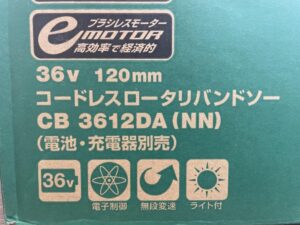 ブラシレスモーター
e MOTOR
高効率で経済的
36v 120mm
コードレスロータリバンドソー
CB 3612DA(NN)
(電池・充電器別売)
36v
電子制御 無段変速 ライト付